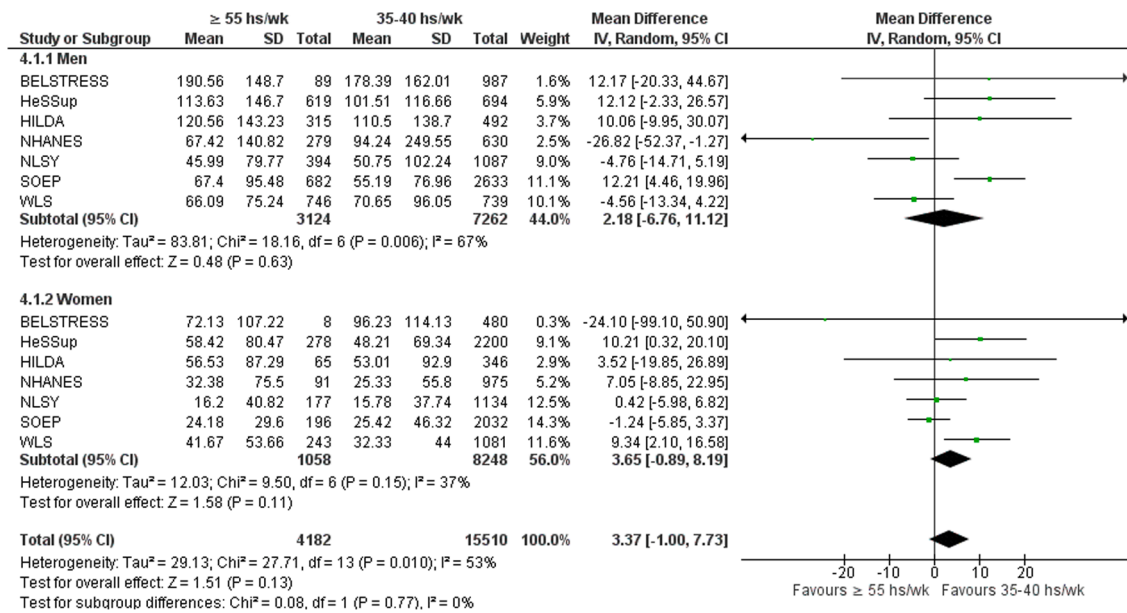 ≥ 55 hs/wk 35-40 hs/wk Mean Difference Mean Difference
Study or Subgroup Mean SD Total Mean SD Total Weight IV, Random, 95% CI IV, Random, 95% CI
4.1.1 Men
BELSTRESS 190.56 148.7 89 178.39 162.01 987 1.6% 12.17 [-20.33, 44.67]
HeSSup 113.63 146.7 619 101.51 116.66 694 5.9% 12.12 [-2.33, 26.57]
HILDA 120.56 143.23 315 110.5 138.7 492 3.7% 10.06 [-9.95, 30.07]
NHANES 67.42 140.82 279 94.24 249.55 630 2.4% -26.82 [-52.37, -1.27]
NLSY 45.99 79.77 394 50.75 102.24 1087 9.0% -4.76 [-14.71, 5.19]
SOEP 67.4 95.48 682 55.19 76.96 2633 11.1% 12.21 [4.46, 19.96]
WLS 66.09 75.24 746 70.65 96.05 739 10.1% -4.56 [-13.34, 4.22]
Subtotal (95% CI) 3124 7262 44.0% 2.18 [-6.76, 11.12]
Heterogeneity: Tau² = 83.81; Chi² = 18.16, df = 6 (P = 0.006); I² = 67%
Test for overall effect: Z = 0.48 (P = 0.63)
4.1.2 Women
BELSTRESS 72.13 107.22 8 96.23 114.13 480 0.3% -24.10 [-99.10, 50.90]
HeSSup 58.42 80.47 278 48.21 69.34 2200 9.1% 10.21 [0.32, 20.10]
HILDA 56.53 87.29 65 53.01 92.9 346 2.9% 3.52 [-19.85, 26.89]
NHANES 32.38 75.5 91 25.33 55.8 975 5.2% 7.05 [-8.85, 22.95]
NLSY 16.2 40.82 177 15.78 37.74 1134 12.5% 0.42 [-5.98, 6.82]
SOEP 24.18 29.6 196 25.42 46.32 2032 14.3% -1.24 [-5.85, 3.37]
WLS 41.67 53.66 243 32.33 44 1081 11.6% 9.34 [2.10, 16.58]
Subtotal (95% CI) 1058 8248 56.0% 3.65 [-0.89, 8.19]
Heterogeneity: Tau² = 12.03; Chi² = 9.50, df = 6 (P = 0.15); I² = 37%
Test for overall effect: Z = 1.58 (P = 0.11)
Total (95% CI) 4182 15510 100.0% 3.37 [-1.00, 7.73]
Heterogeneity: Tau² = 29.13; Chi² = 27.71, df = 13 (P = 0.010); I² = 53%
Test for overall effect: Z = 1.51 (P = 0.13)
Test for subgroup differences: Chi² = 0.08, df = 1 (P = 0.77), I² = 0%
-20 -10 0 10 20
Favours ≥ 55 hs/wk Favours 35-40 hs/wk